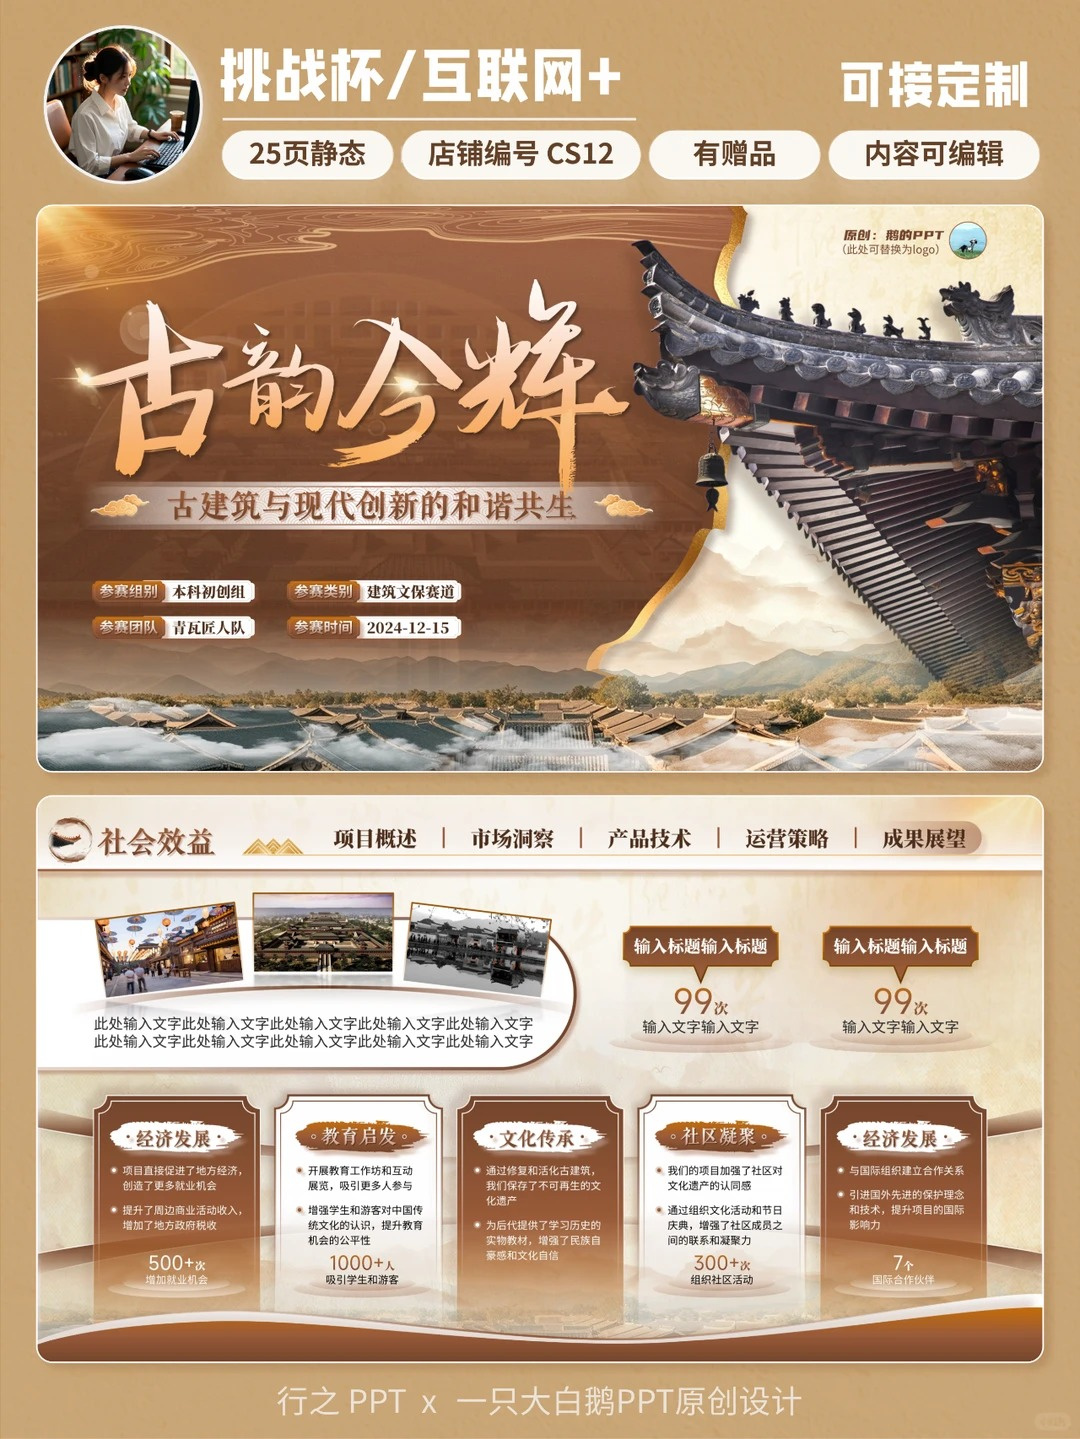 挑战杯/互联网+
可接定制
25页静态
店铺编号 CS12
有赠品
内容可编辑
原创：鹅的PPT
(此处可替换为logo)
古韵今辉
古建筑与现代创新的和谐共生
参赛组别 本科初创组
参赛类别 建筑文保赛道
参赛团队 青瓦匠人队
参赛时间 2024-12-15
社会效益
项目概述 | 市场洞察 | 产品技术 | 运营策略 | 成果展望
此处输入文字此处输入文字此处输入文字此处输入文字此处输入文字
此处输入文字此处输入文字此处输入文字此处输入文字此处输入文字
输入标题输入标题
99次
输入文字输入文字
输入标题输入标题
99次
输入文字输入文字
经济发展
项目直接促进了地方经济，
创造了更多就业机会
提升了周边商业活动收入，
增加了地方政府税收
500+次
增加就业机会
教育启发
开展教育工作坊和互动
展览，吸引更多人参与
增强学生和游客对中国传
统文化的认识，提升教育
机会的公平性
1000+人
吸引学生和游客
文化传承
通过修复和活化古建筑，
我们保存了不可再生的文
化遗产
为后代提供了学习历史的
实物教材，增强了民族自
豪感和文化自信
社区凝聚
我们的项目加强了社区对
文化遗产的认同感
通过组织文化活动和节日
庆典，增强了社区成员之
间的联系和凝聚力
300+次
组织社区活动
经济发展
与国际组织建立合作关系
引进国外先进的保护理念
和技术，提升项目的国际
影响力
7个
国际合作伙伴
行之 PPT x 一只大白鹅PPT原创设计